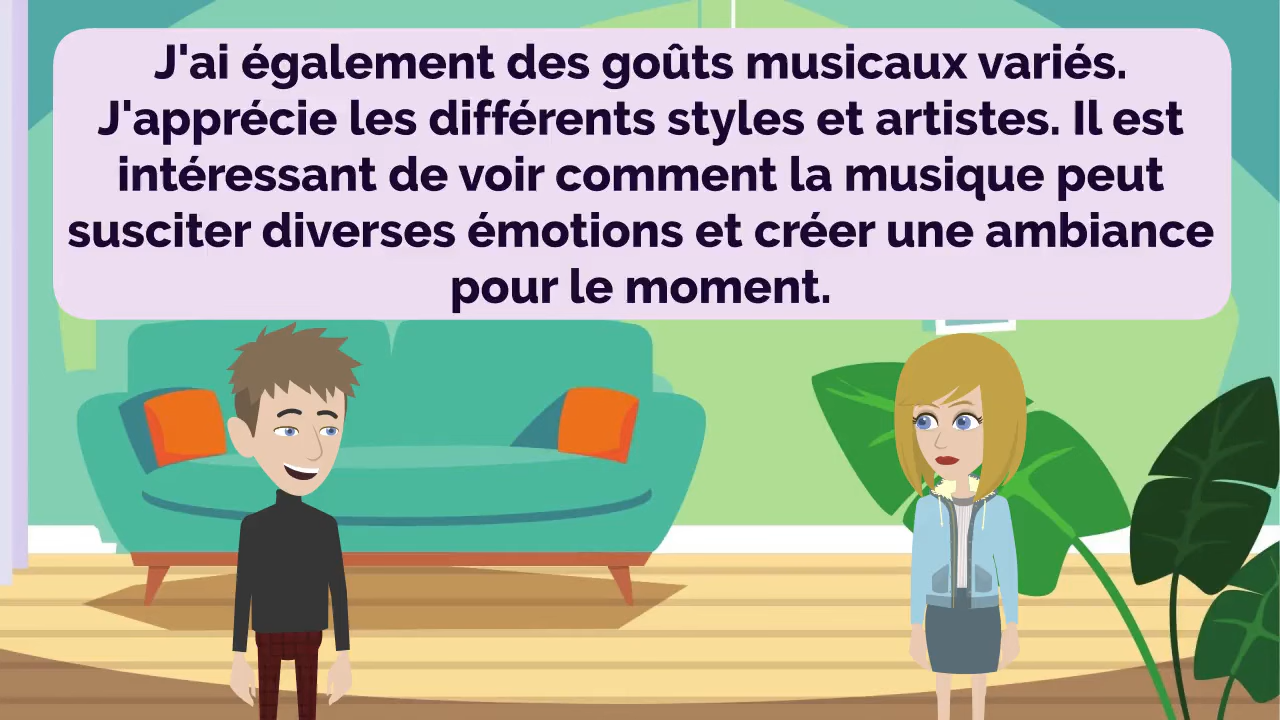 J'ai également des goûts musicaux variés.
J'apprécie les différents styles et artistes. Il est
intéressant de voir comment la musique peut
susciter diverses émotions et créer une ambiance
pour le moment.